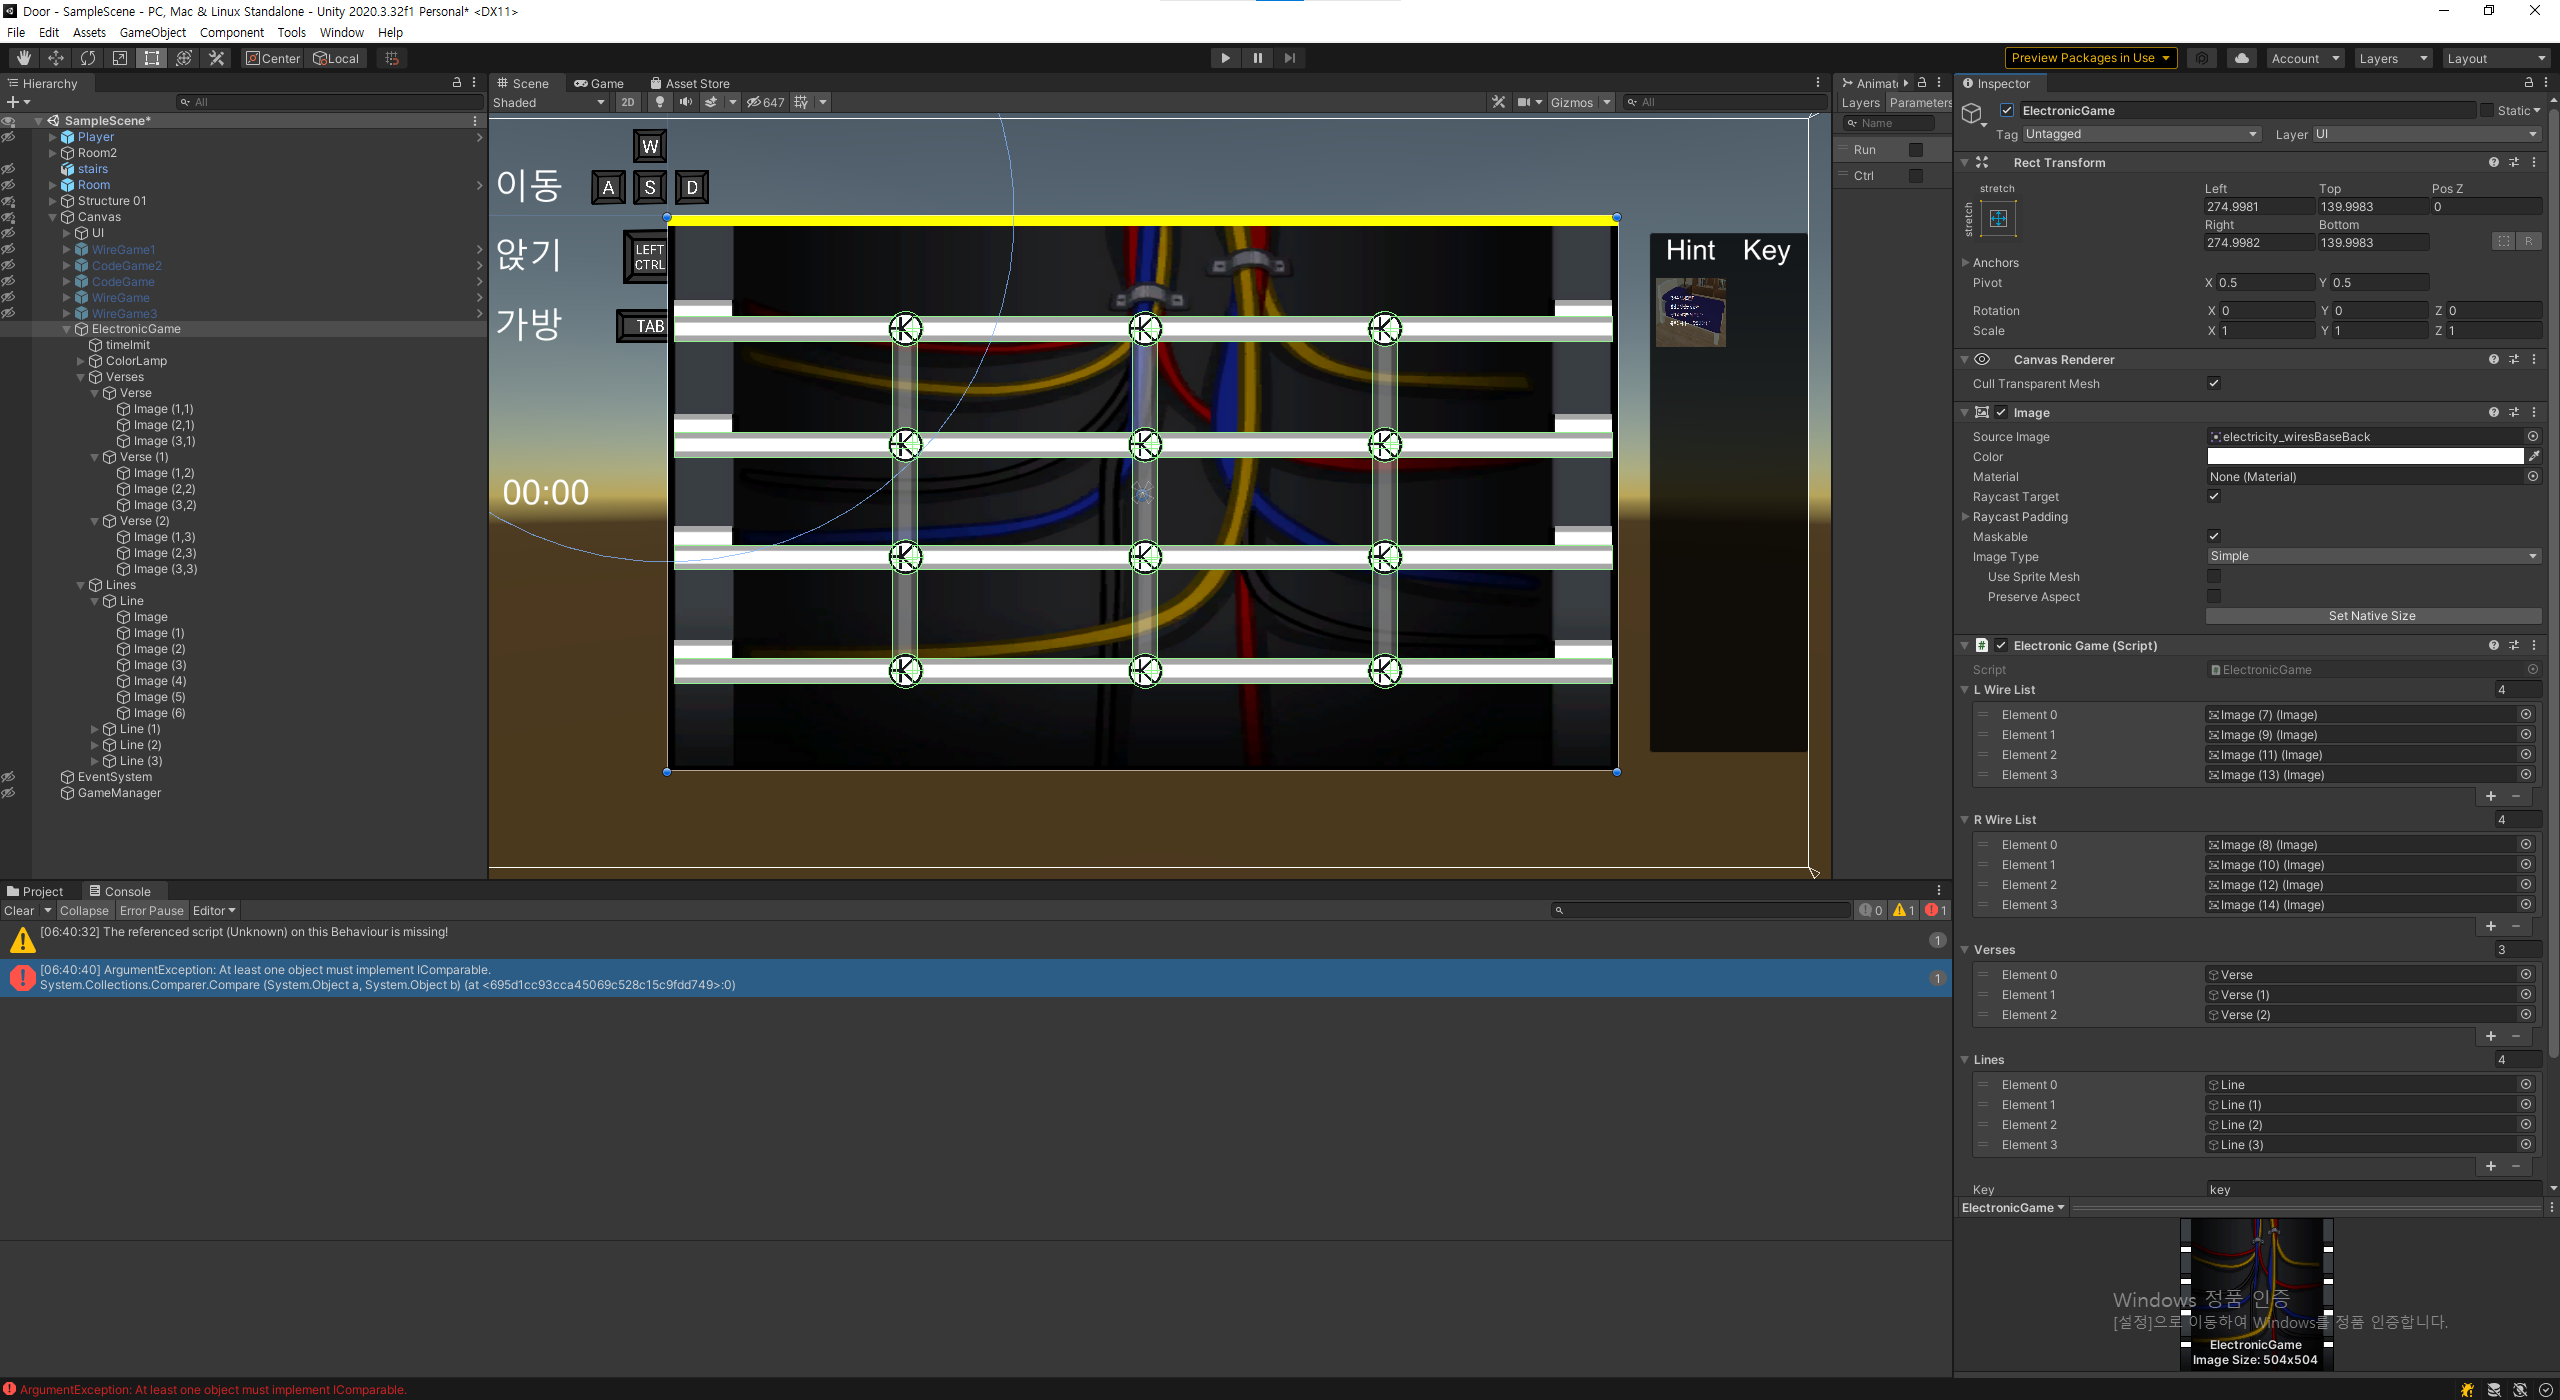 Door - SampleScene - PC, Mac & Linux Standalone - Unity 2020.3.32f1 Personal* <DX11>
File Edit Assets GameObject Component Tools Window Help
Center Local
Preview Packages in Use Account Layers Layout
Hierarchy
All
SampleScene*
Player
Room2
stairs
Room
Structure 01
Canvas
UI
WireGame1
CodeGame2
CodeGame
WireGame
WireGame3
ElectronicGame
timelmit
ColorLamp
Verses
Verse
Image (1,1)
Image (2,1)
Image (3,1)
Verse (1)
Image (1,2)
Image (2,2)
Image (3,2)
Verse (2)
Image (1,3)
Image (2,3)
Image (3,3)
Lines
Line
Image
Image (1)
Image (2)
Image (3)
Image (4)
Image (5)
Image (6)
Line (1)
Line (2)
Line (3)
EventSystem
GameManager
Scene Game Asset Store
Shaded 2D 647 Gizmos All
W
이동 A S D
앉기 LEFT CTRL
가방 TAB
00:00
Hint Key
Animat
Layers Parameters
Name
Run
Ctrl
Inspector
ElectronicGame Static
Tag Untagged Layer UI
Rect Transform
stretch
stretch
Left Top Pos Z
274.9981 139.9983 0
Right Bottom
274.9982 139.9983
R
Anchors
Pivot X 0.5 Y 0.5
Rotation X 0 Y 0 Z 0
Scale X 1 Y 1 Z 1
Canvas Renderer
Cull Transparent Mesh
Image
Source Image electricity_wiresBaseBack
Color
Material None (Material)
Raycast Target
Raycast Padding
Maskable
Image Type Simple
Use Sprite Mesh
Preserve Aspect
Set Native Size
Electronic Game (Script)
Script ElectronicGame
L Wire List 4
Element 0 Image (7) (Image)
Element 1 Image (9) (Image)
Element 2 Image (11) (Image)
Element 3 Image (13) (Image)
R Wire List 4
Element 0 Image (8) (Image)
Element 1 Image (10) (Image)
Element 2 Image (12) (Image)
Element 3 Image (14) (Image)
Verses 3
Element 0 Verse
Element 1 Verse (1)
Element 2 Verse (2)
Lines 4
Element 0 Line
Element 1 Line (1)
Element 2 Line (2)
Element 3 Line (3)
Key key
ElectronicGame
Windows 정품 인증
[설정]으로 이동하여 Windows를 정품 인증합니다.
ElectronicGame
Image Size: 504x504
Project Console
Clear Collapse Error Pause Editor 0 1 1
[06:40:32] The referenced script (Unknown) on this Behaviour is missing!
1
[06:40:40] ArgumentException: At least one object must implement IComparable.
System.Collections.Comparer.Compare (System.Object a, System.Object b) (at <695d1cc93cca45069c528c15c9fdd749>:0)
1
ArgumentException: At least one object must implement IComparable.